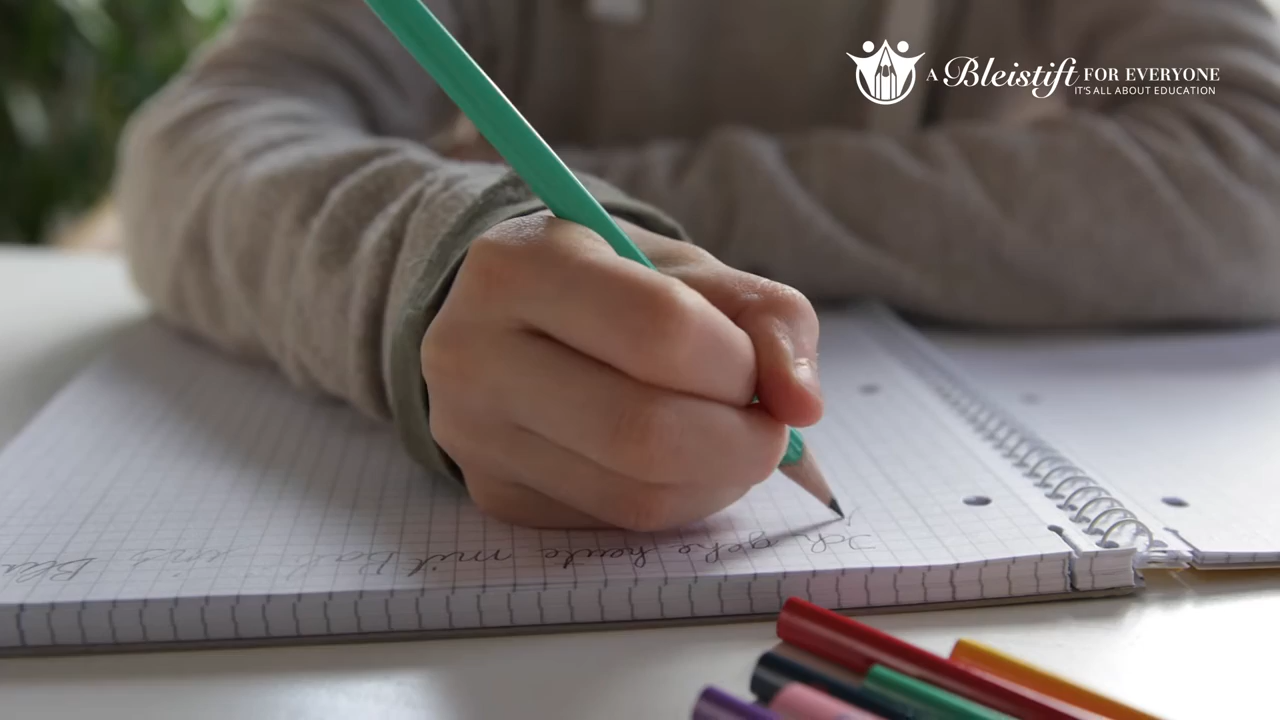 A Bleistift FOR EVERYONE
IT'S ALL ABOUT EDUCATION
Ich gehe heute mit